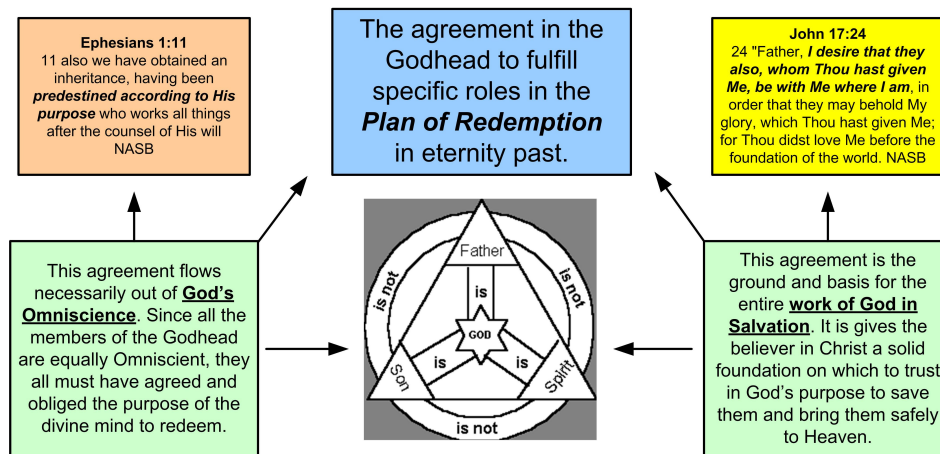 Ephesians 1:11
11 also we have obtained an
inheritance, having been
predestined according to His
purpose who works all things
after the counsel of His will
NASB
The agreement in the
Godhead to fulfill
specific roles in the
Plan of Redemption
in eternity past.
John 17:24
24 "Father, I desire that they
also, whom Thou hast given
Me, be with Me where I am, in
order that they may behold My
glory, which Thou hast given Me;
for Thou didst love Me before the
foundation of the world. NASB
This agreement flows
necessarily out of God's
Omniscience. Since all the
members of the Godhead
are equally Omniscient, they
all must have agreed and
obliged the purpose of the
divine mind to redeem.
Father
is not
is not
is
GOD
is
is
Son
Spirit
is not
This agreement is the
ground and basis for the
entire work of God in
Salvation. It is gives the
believer in Christ a solid
foundation on which to trust
in God's purpose to save
them and bring them safely
to Heaven.